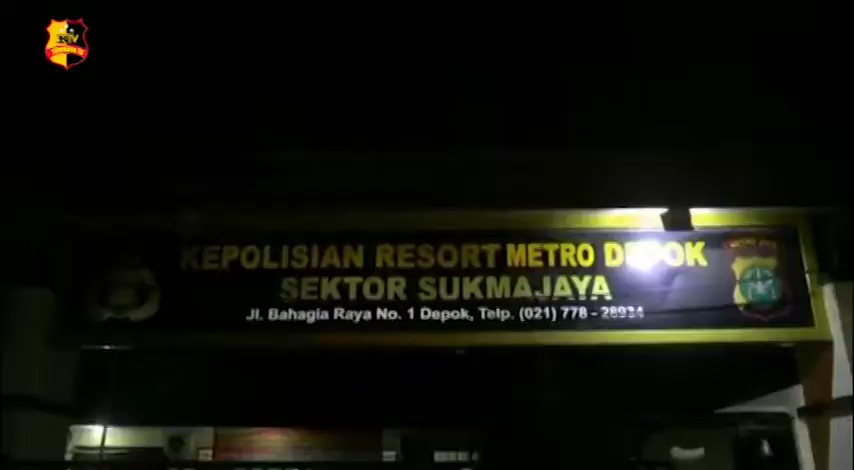 KEPOLISIAN RESORT METRO DEPOK
SEKTOR SUKMAJAYA
Jl. Bahagia Raya No. 1 Depok, Telp. (021) 778 - 28934